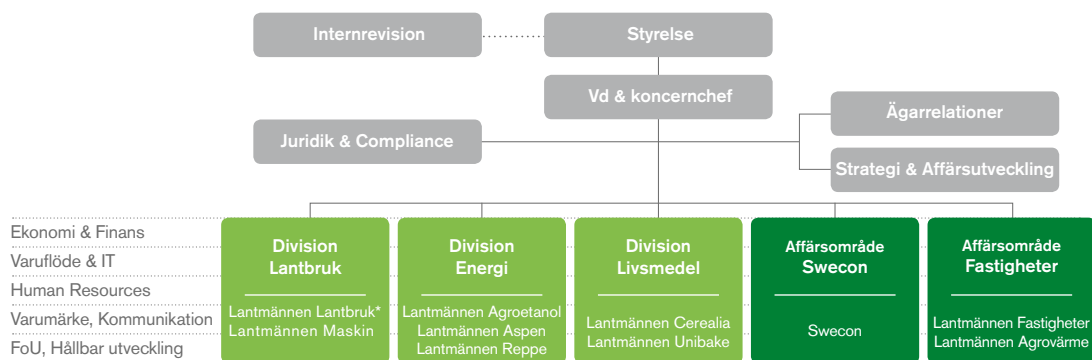 Internrevision
Styrelse
Vd & koncernchef
Ägarrelationer
Juridik & Compliance
Strategi & Affärsutveckling
Ekonomi & Finans
Varuflöde & IT
Human Resources
Varumärke, Kommunikation
FoU, Hållbar utveckling
Division
Lantbruk
Lantmännen Lantbruk*
Lantmännen Maskin
Division
Energi
Lantmännen Agroetanol
Lantmännen Aspen
Lantmännen Reppe
Division
Livsmedel
Lantmännen Cerealia
Lantmännen Unibake
Affärsområde
Swecon
Swecon
Affärsområde
Fastigheter
Lantmännen Fastigheter
Lantmännen Agrovärme